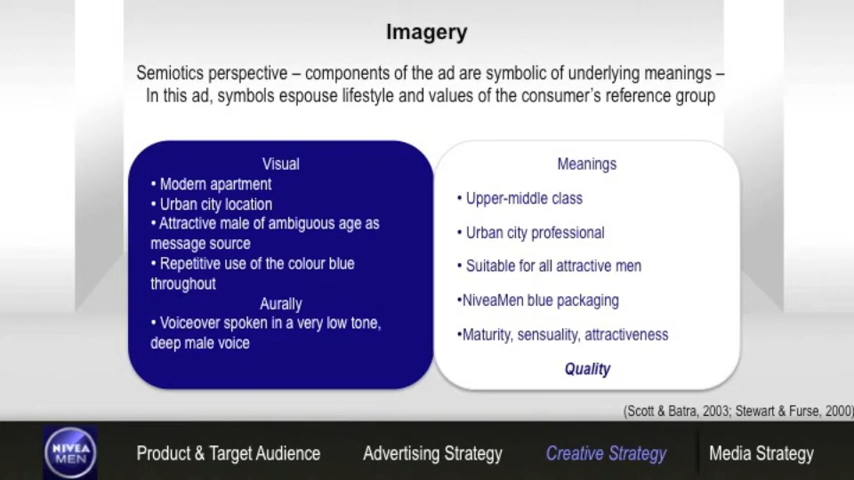 Imagery
Semiotics perspective – components of the ad are symbolic of underlying meanings –
In this ad, symbols espouse lifestyle and values of the consumer's reference group
Visual
• Modern apartment
• Urban city location
• Attractive male of ambiguous age as
message source
• Repetitive use of the colour blue
throughout
Aurally
• Voiceover spoken in a very low tone,
deep male voice
Meanings
• Upper-middle class
• Urban city professional
• Suitable for all attractive men
•NiveaMen blue packaging
•Maturity, sensuality, attractiveness
Quality
(Scott & Batra, 2003; Stewart & Furse, 2000)
NIVEA
MEN
Product & Target Audience
Advertising Strategy
Creative Strategy
Media Strategy